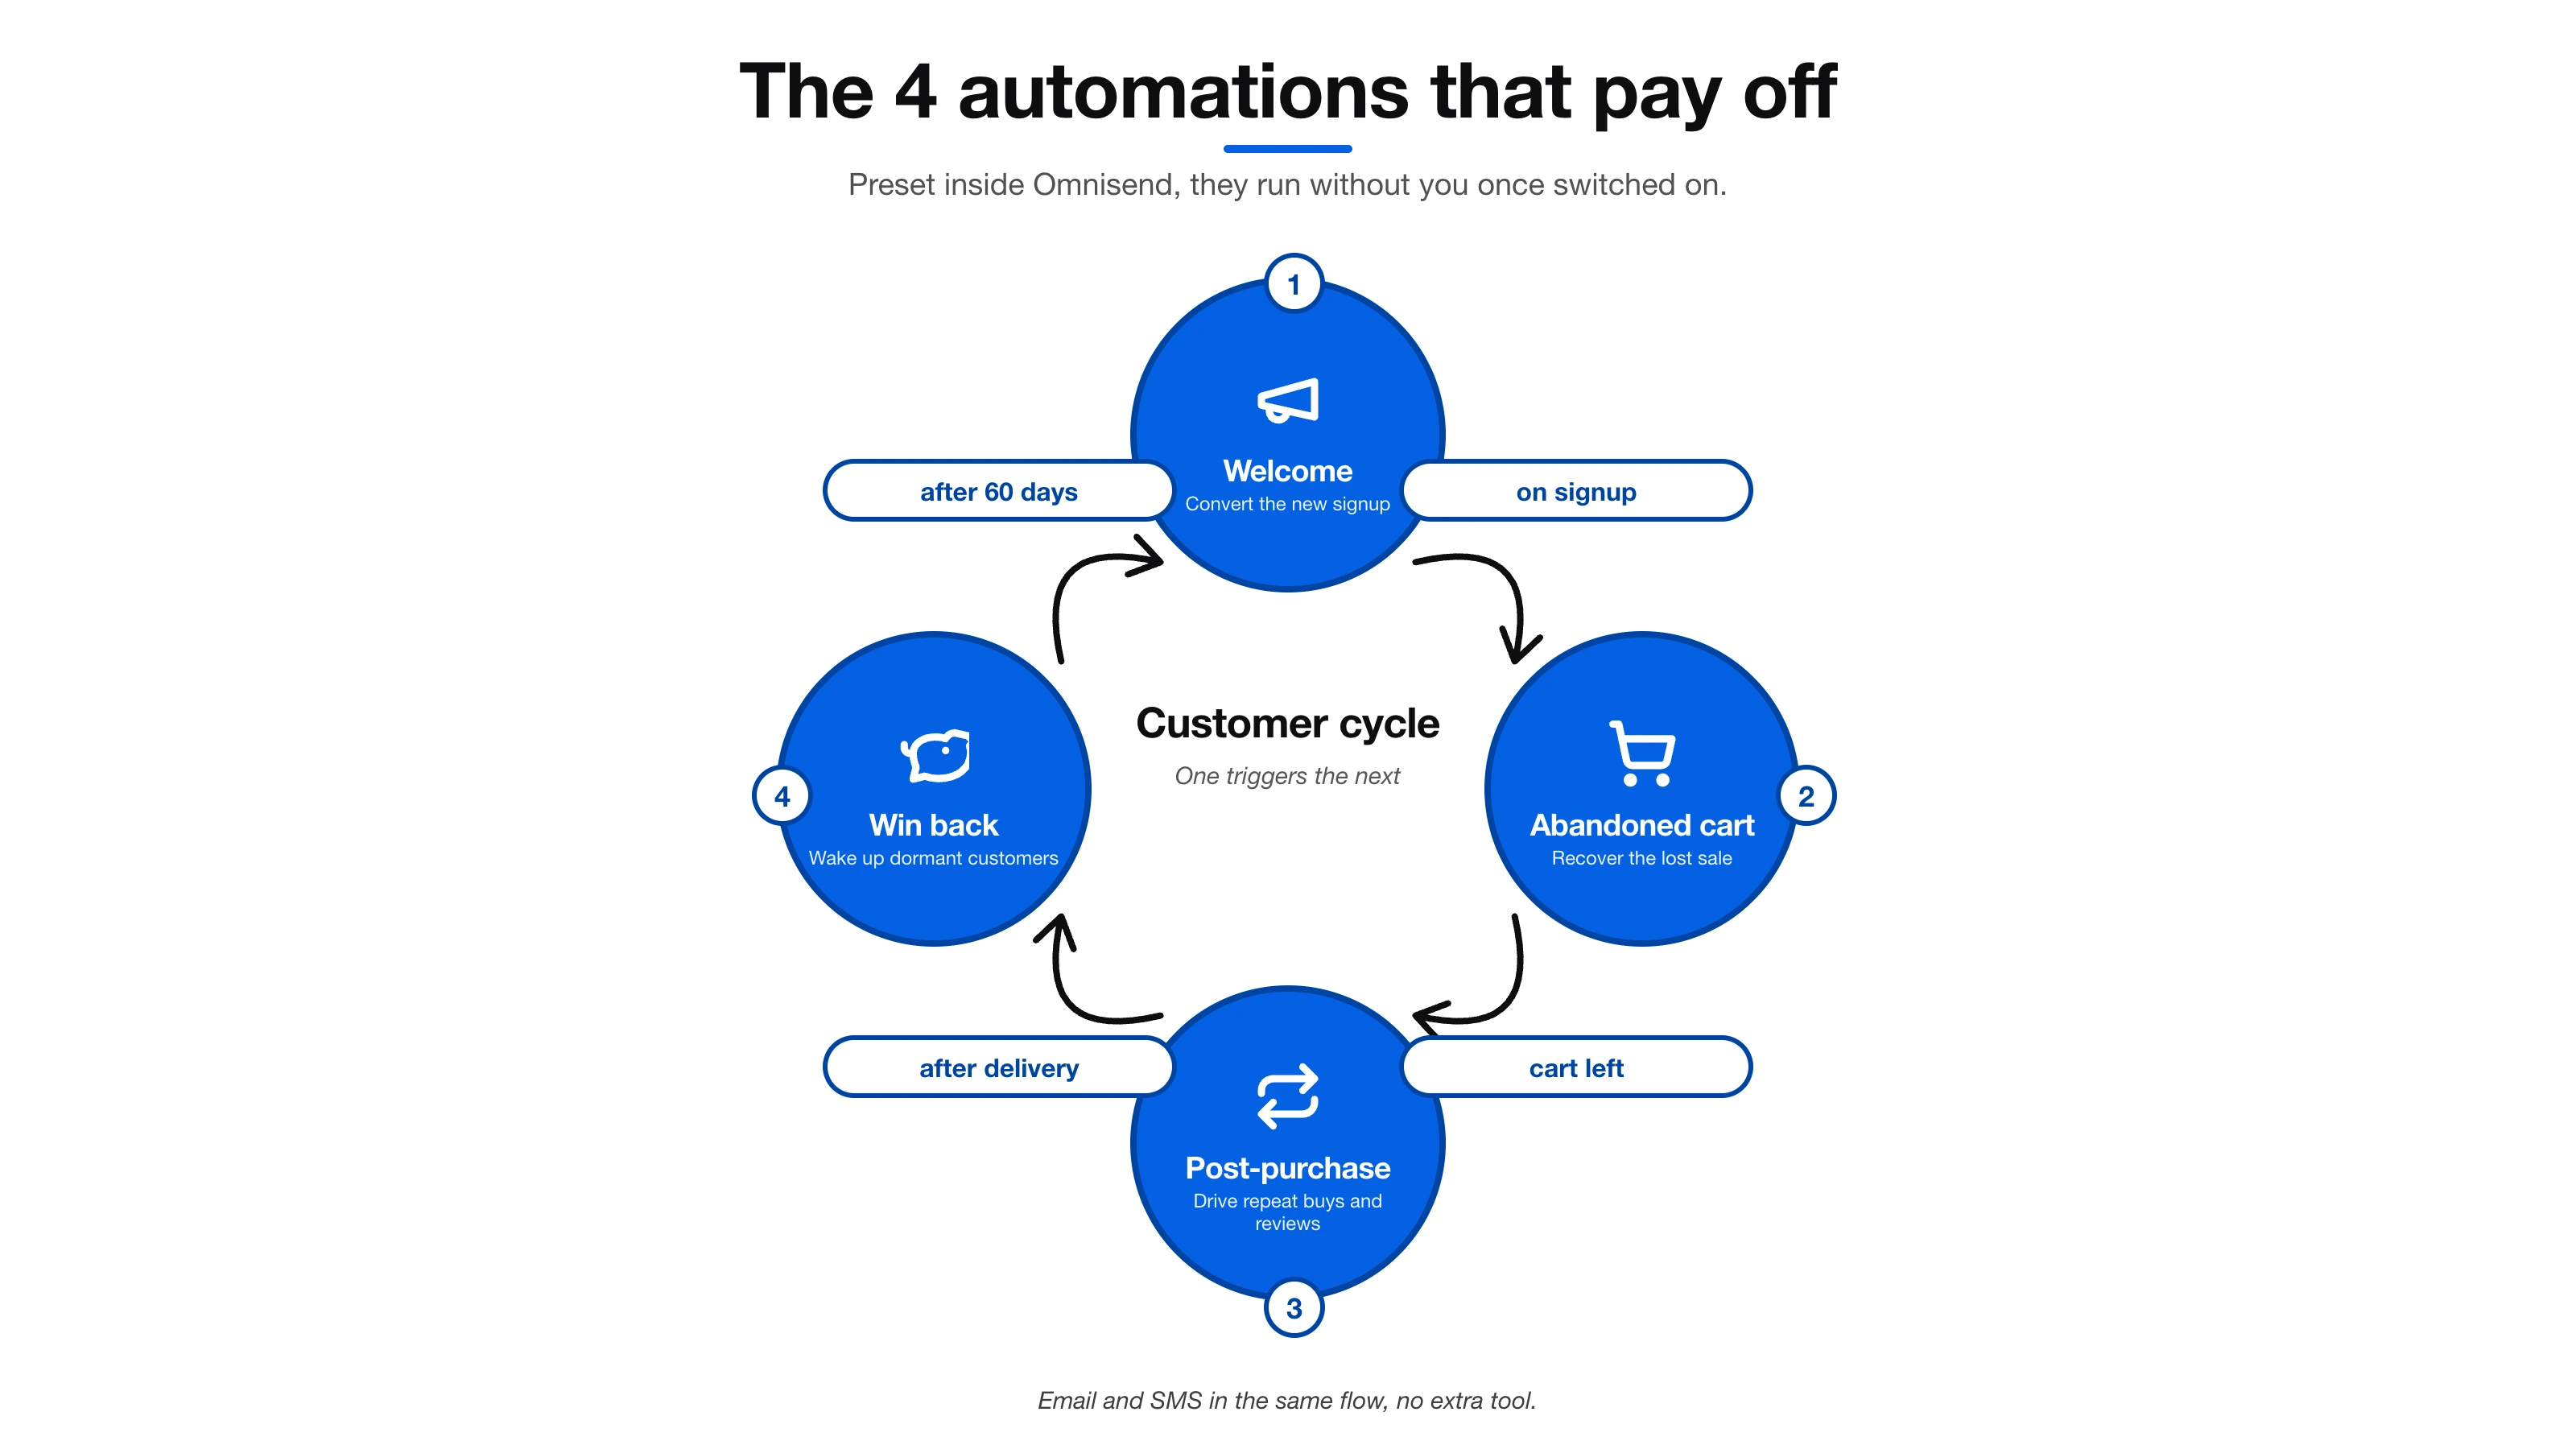 The 4 automations that pay off
Preset inside Omnisend, they run without you once switched on.
1
Welcome
Convert the new signup
after 60 days
on signup
Customer cycle
One triggers the next
4
Win back
Wake up dormant customers
Abandoned cart
Recover the lost sale
2
after delivery
cart left
Post-purchase
Drive repeat buys and
reviews
3
Email and SMS in the same flow, no extra tool.